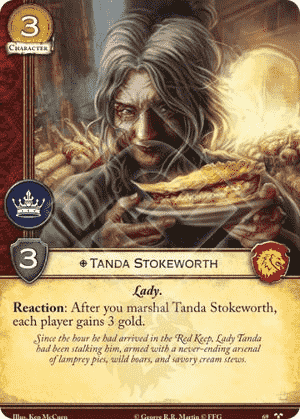 3
CHARACTER
3
TANDA STOKEWORTH
Lady.
Reaction: After you marshal Tanda Stokeworth,
each player gains 3 gold.
Since the hour he had arrived in the Red Keep, Lady Tanda
had been stalking him, armed with a never-ending arsenal
of lamprey pies, wild boars, and savory cream stews.
Illus. Ken McCuen
© George R.R. Martin © FFG